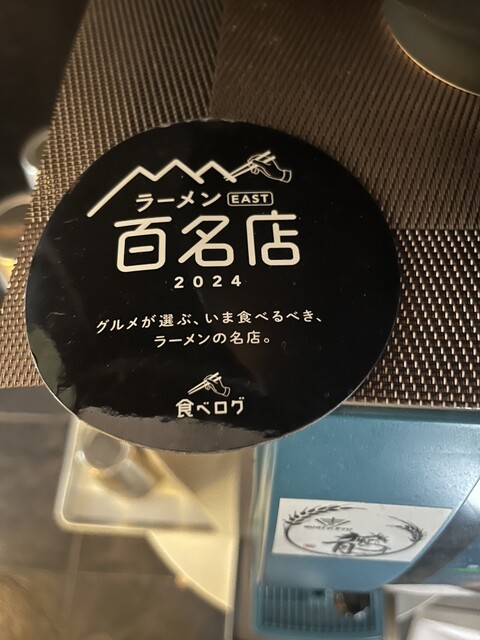 ラーメン EAST
百名店
2024
グルメが選ぶ、いま食べるべき、
ラーメンの名店。
食べログ